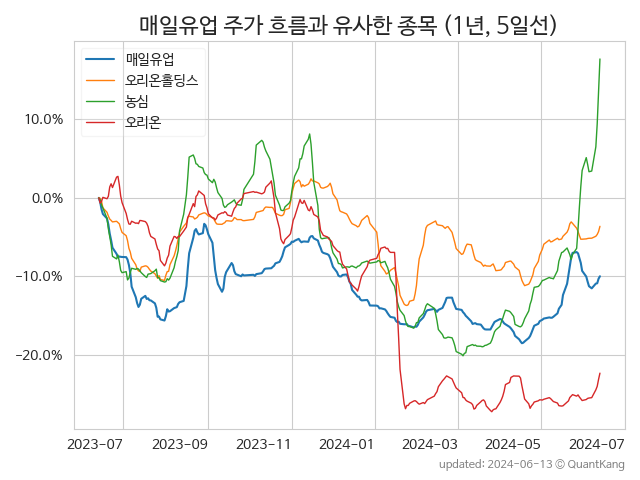 매일유업 주가 흐름과 유사한 종목 (1년, 5일선)
매일유업
오리온홀딩스
농심
오리온
10.0%
0.0%
−10.0%
−20.0%
2023-07 2023-09 2023-11 2024-01 2024-03 2024-05 2024-07
updated: 2024-06-13 © QuantKang